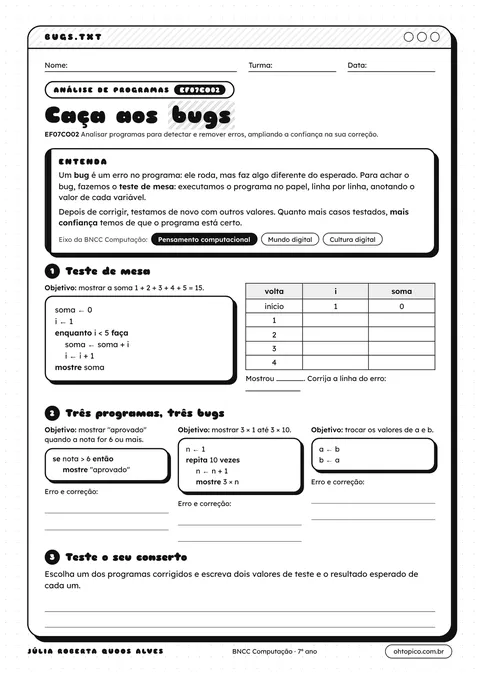 BUGS.TXT
Nome: Turma: Data:
ANÁLISE DE PROGRAMAS EF07CO02
Caça aos bugs
EF07CO02 Analisar programas para detectar e remover erros, ampliando a confiança na sua correção.
ENTENDA
Um bug é um erro no programa: ele roda, mas faz algo diferente do esperado. Para achar o
bug, fazemos o teste de mesa: executamos o programa no papel, linha por linha, anotando o
valor de cada variável.
Depois de corrigir, testamos de novo com outros valores. Quanto mais casos testados, mais
confiança temos de que o programa está certo.
Eixo da BNCC Computação: Pensamento computacional Mundo digital Cultura digital
1 Teste de mesa
Objetivo: mostrar a soma 1 + 2 + 3 + 4 + 5 = 15.
soma ← 0
i ← 1
enquanto i < 5 faça
soma ← soma + i
i ← i + 1
mostre soma
volta i soma
início 1 0
1
2
3
4
Mostrou ______. Corrija a linha do erro:
2 Três programas, três bugs
Objetivo: mostrar "aprovado"
quando a nota for 6 ou mais.
se nota > 6 então
mostre "aprovado"
Erro e correção:
Objetivo: mostrar 3 × 1 até 3 × 10.
n ← 1
repita 10 vezes
n ← n + 1
mostre 3 × n
Erro e correção:
Objetivo: trocar os valores de a e b.
a ← b
b ← a
Erro e correção:
3 Teste o seu conserto
Escolha um dos programas corrigidos e escreva dois valores de teste e o resultado esperado de
cada um.
JÚLIA ROBERTA QUOOS ALVES
BNCC Computação · 7º ano
ohtopico.com.br